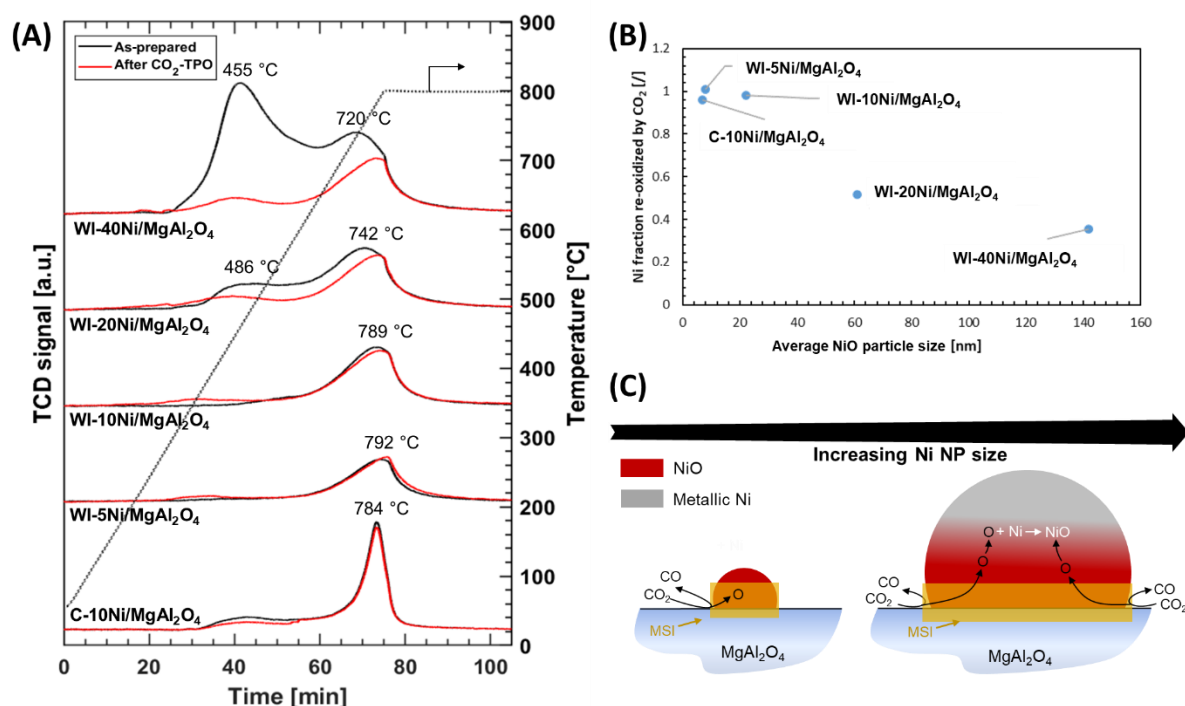 (A)
As-prepared
After CO₂-TPO
455 °C
720 °C
WI-40Ni/MgAl₂O₄
486 °C
742 °C
WI-20Ni/MgAl₂O₄
789 °C
WI-10Ni/MgAl₂O₄
792 °C
WI-5Ni/MgAl₂O₄
784 °C
C-10Ni/MgAl₂O₄
TCD signal [a.u.]
0 20 40 60 80 100
Time [min]
900
800
700
600
500
400
300
200
100
0
Temperature [°C]
(B)
Ni fraction re-oxidized by CO₂ [/]
1.2
1
0.8
0.6
0.4
0.2
0
WI-5Ni/MgAl₂O₄
WI-10Ni/MgAl₂O₄
C-10Ni/MgAl₂O₄
WI-20Ni/MgAl₂O₄
WI-40Ni/MgAl₂O₄
0 20 40 60 80 100 120 140 160
Average NiO particle size [nm]
(C)
Increasing Ni NP size
NiO
Metallic Ni
CO
CO₂
O
MSI
MgAl₂O₄
O + Ni → NiO
O
O
CO
CO₂
CO
CO₂
MSI
MgAl₂O₄